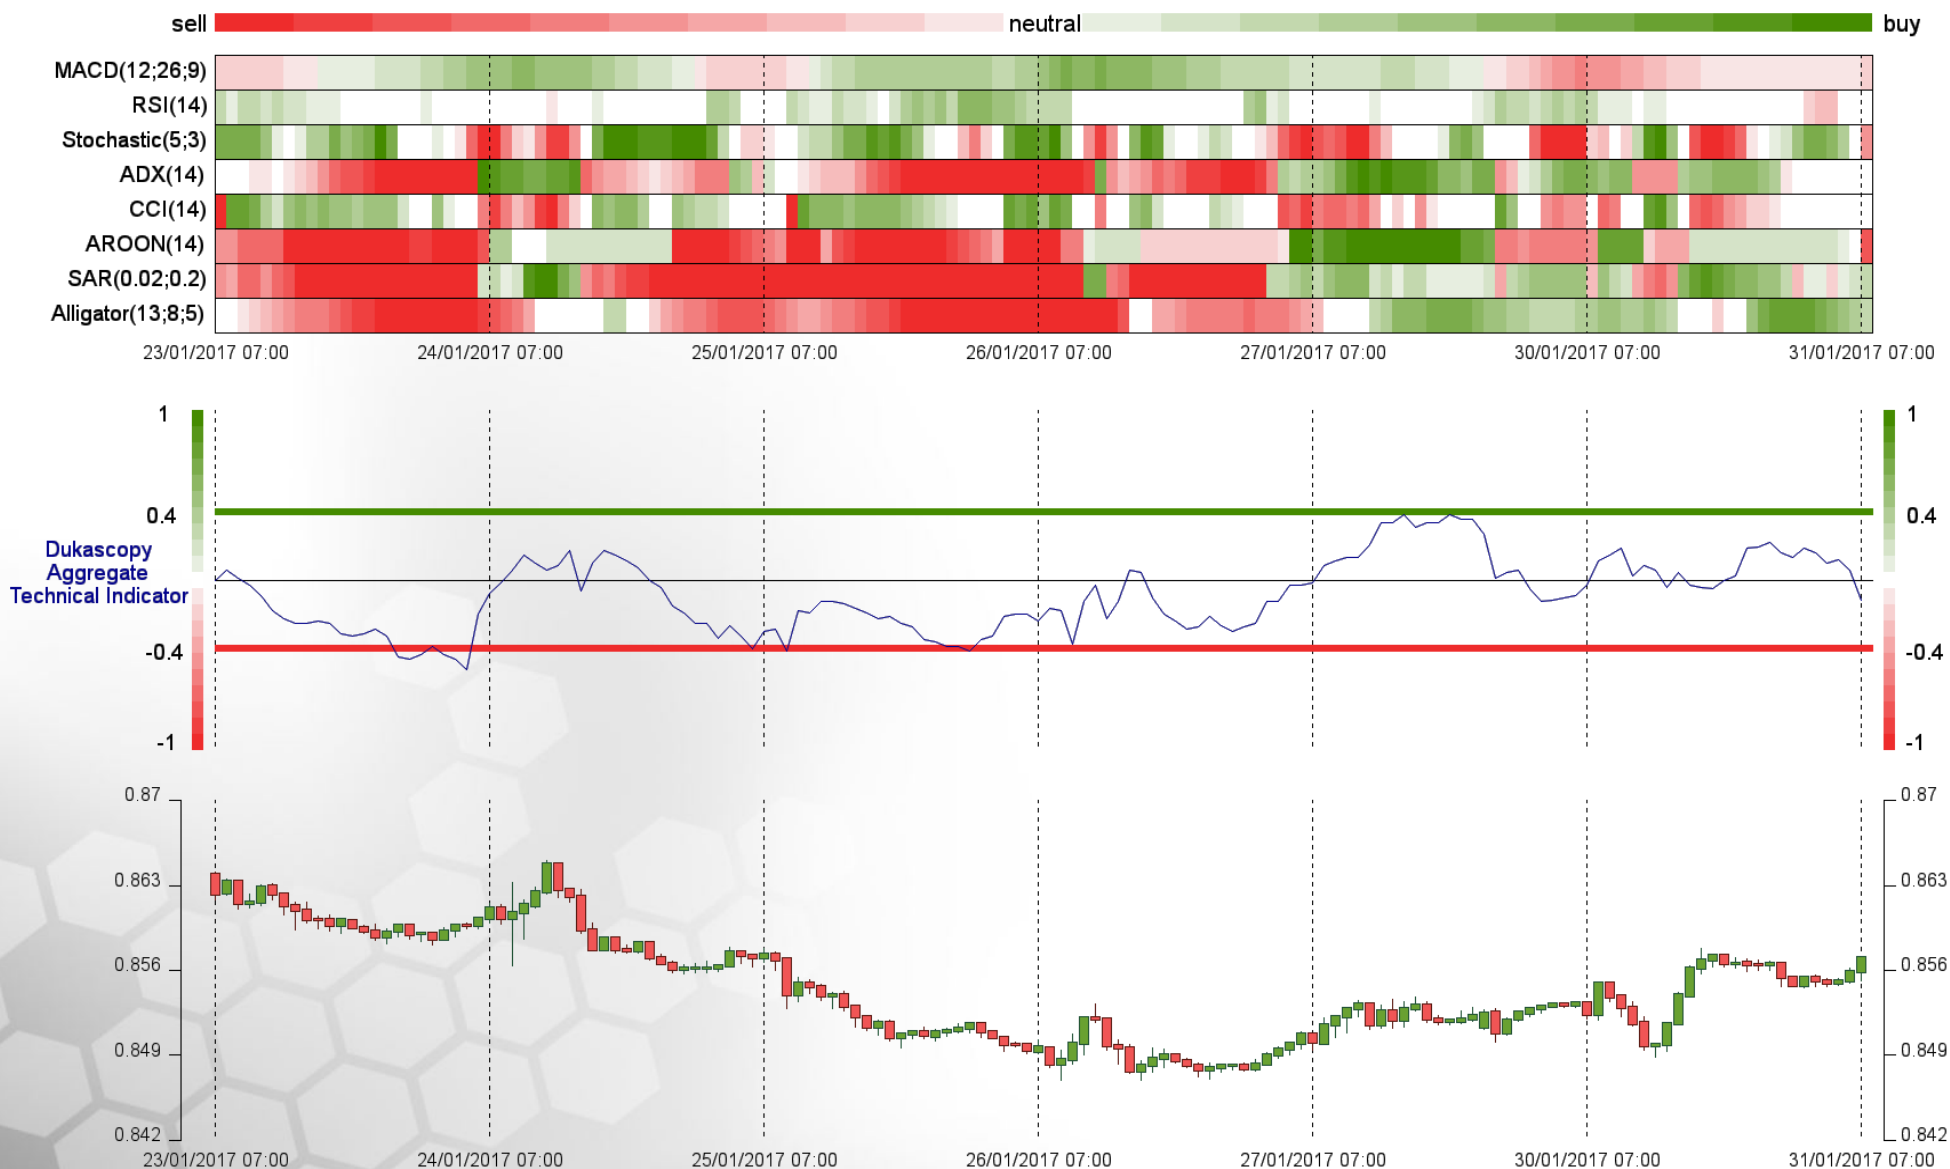 sell neutral buy
MACD(12;26;9)
RSI(14)
Stochastic(5;3)
ADX(14)
CCI(14)
AROON(14)
SAR(0.02;0.2)
Alligator(13;8;5)
23/01/2017 07:00 24/01/2017 07:00 25/01/2017 07:00 26/01/2017 07:00 27/01/2017 07:00 30/01/2017 07:00 31/01/2017 07:00
1 1
0.4 0.4
Dukascopy
Aggregate
Technical Indicator
-0.4 -0.4
-1 -1
0.87 0.87
0.863 0.863
0.856 0.856
0.849 0.849
0.842 0.842
23/01/2017 07:00 24/01/2017 07:00 25/01/2017 07:00 26/01/2017 07:00 27/01/2017 07:00 30/01/2017 07:00 31/01/2017 07:00